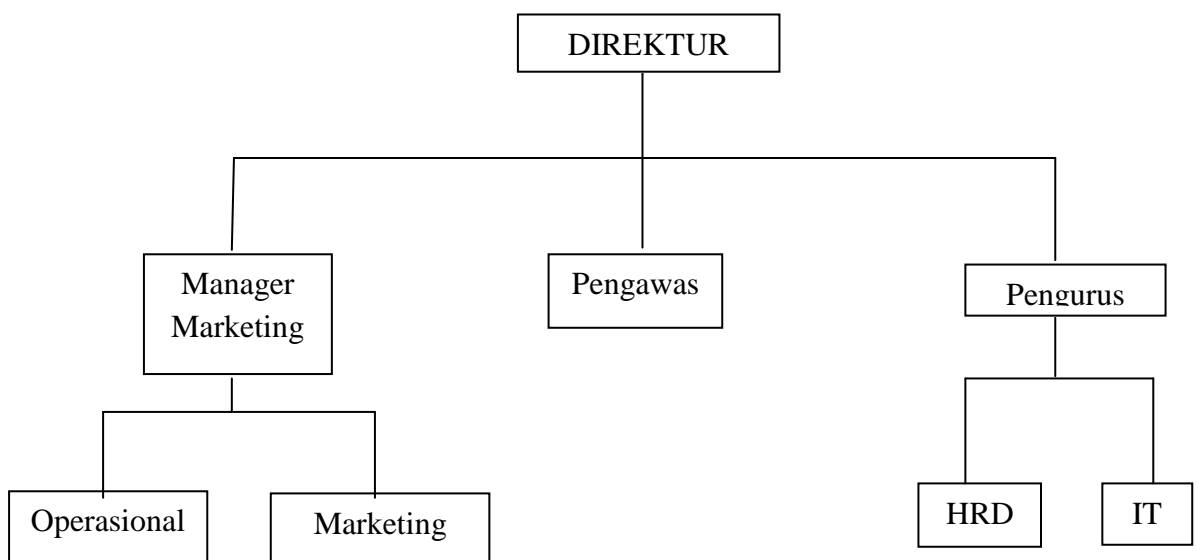 DIREKTUR
Manager
Marketing
Pengawas
Pengurus
Operasional
Marketing
HRD
IT